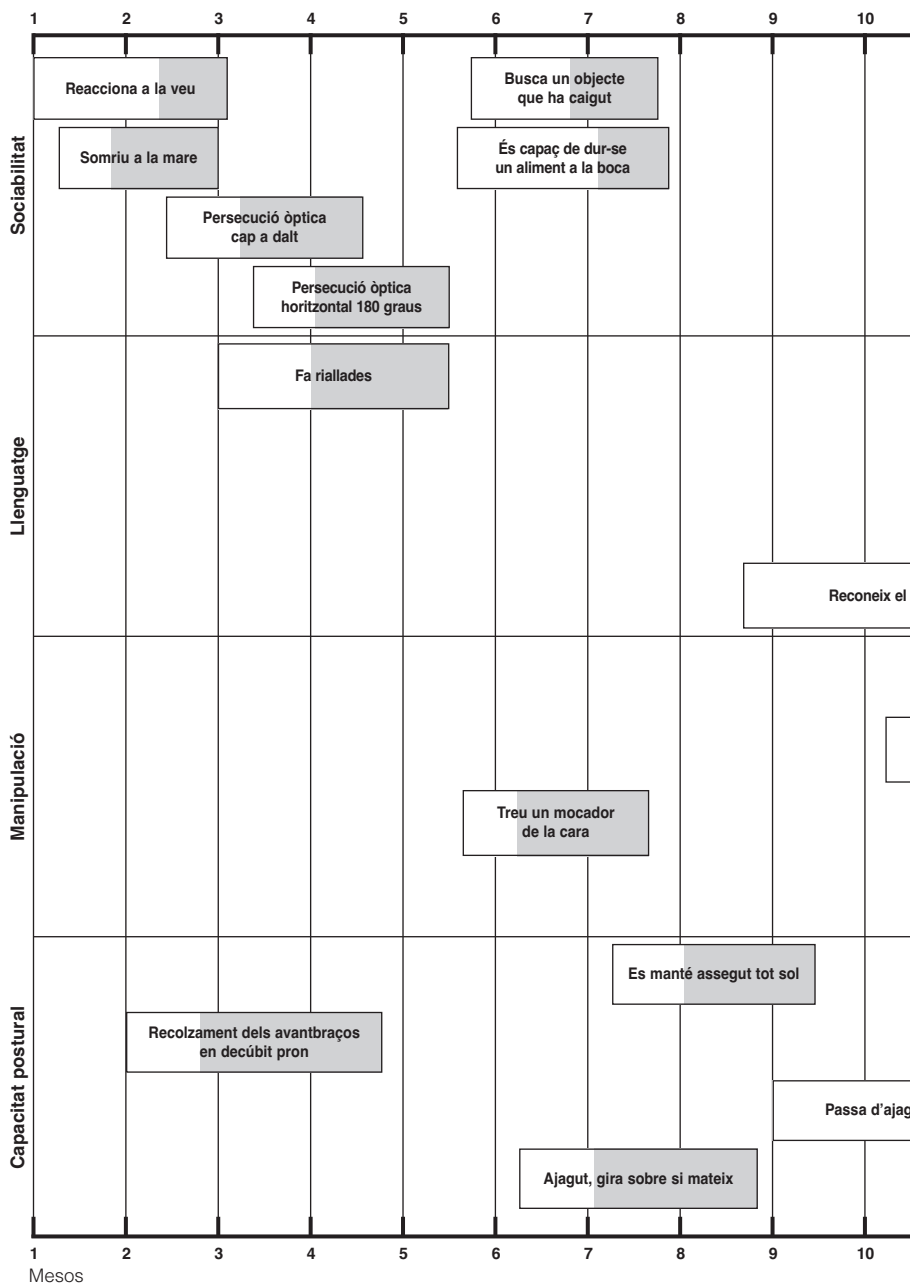 1 2 3 4 5 6 7 8 9 10
Sociabilitat
Reacciona a la veu
Busca un objecte
que ha caigut
Somriu a la mare
És capaç de dur-se
un aliment a la boca
Persecució òptica
cap a dalt
Persecució òptica
horitzontal 180 graus
Llenguatge
Fa riallades
Reconeix el
Manipulació
Treu un mocador
de la cara
Capacitat postural
Es manté assegut tot sol
Recolzament dels avantbraços
en decúbit pron
Passa d'ajag
Ajagut, gira sobre si mateix
1 2 3 4 5 6 7 8 9 10
Mesos